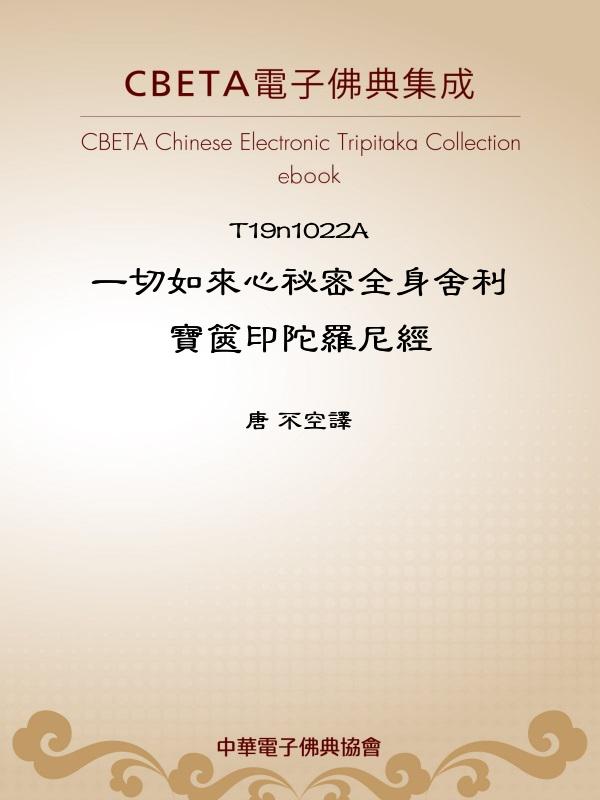 CBETA電子佛典集成
CBETA Chinese Electronic Tripitaka Collection
ebook
T19n1022A
一切如來心祕密全身舍利
寶篋印陀羅尼經
唐 不空譯
中華電子佛典協會